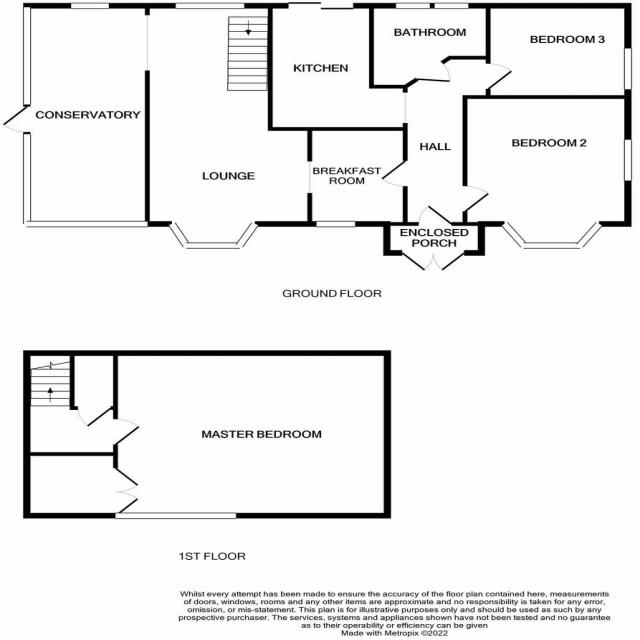 BATHROOM
BEDROOM 3
KITCHEN
CONSERVATORY
HALL
BEDROOM 2
LOUNGE
BREAKFAST
ROOM
ENCLOSED
PORCH
GROUND FLOOR
MASTER BEDROOM
1ST FLOOR
Whilst every attempt has been made to ensure the accuracy of the floor plan contained here, measurements
of doors, windows, rooms and any other items are approximate and no responsibility is taken for any error,
omission, or mis-statement. This plan is for illustrative purposes only and should be used as such by any
prospective purchaser. The services, systems and appliances shown have not been tested and no guarantee
as to their operability or efficiency can be given
Made with Metropix ©2022